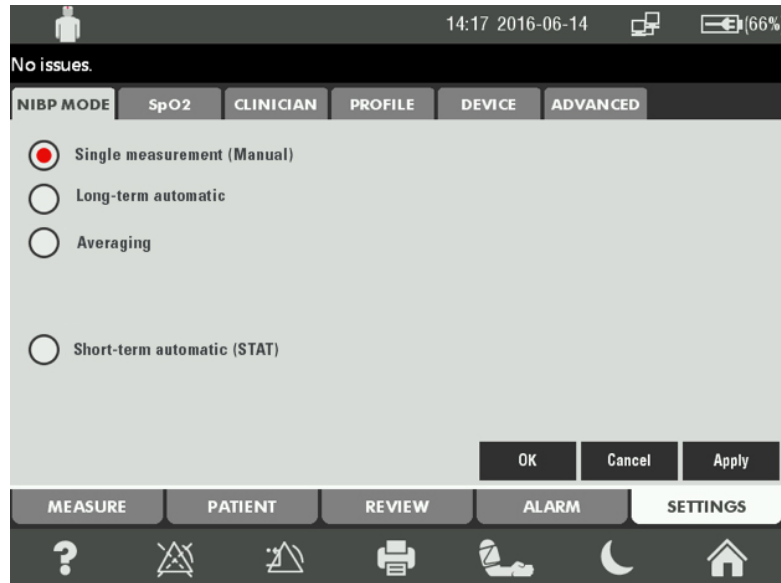 14:17 2016-06-14 (66%
No issues.
NIBP MODE SpO2 CLINICIAN PROFILE DEVICE ADVANCED
Single measurement (Manual)
Long-term automatic
Averaging
Short-term automatic (STAT)
OK Cancel Apply
MEASURE PATIENT REVIEW ALARM SETTINGS
?